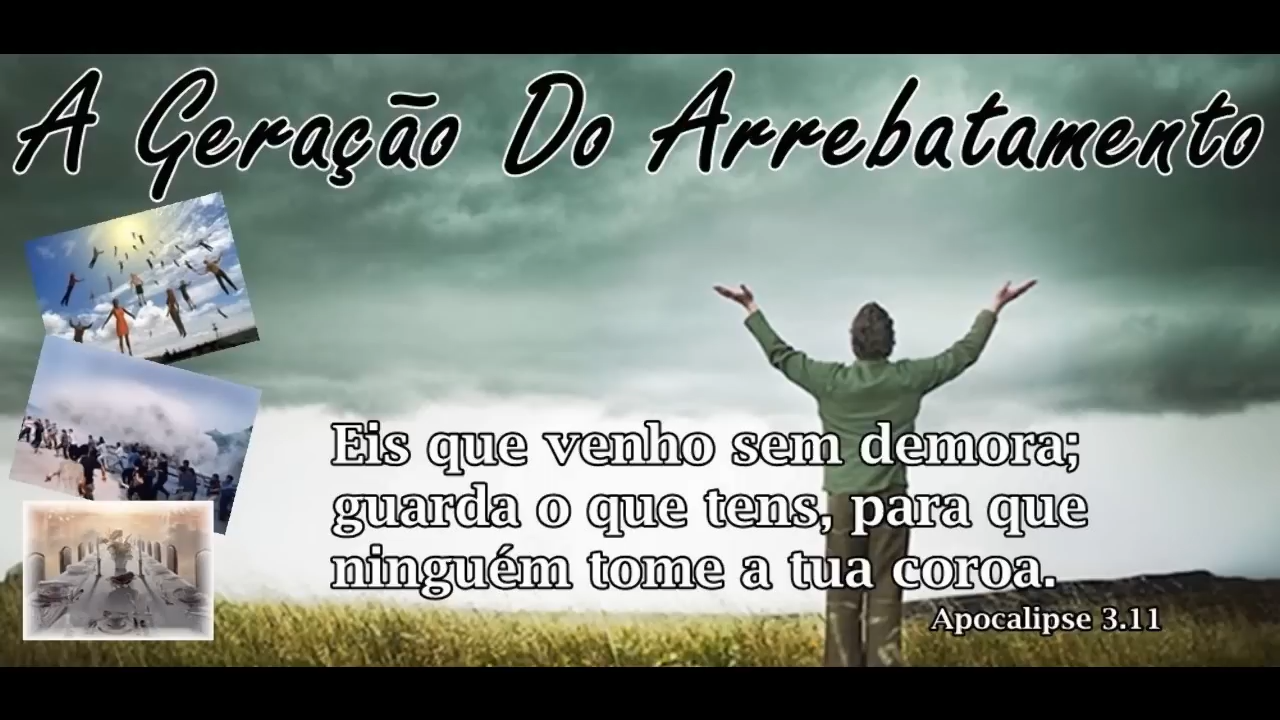 A Geração Do Arrebatamento
Eis que venho sem demora;
guarda o que tens, para que
ninguém tome a tua coroa.
Apocalipse 3.11